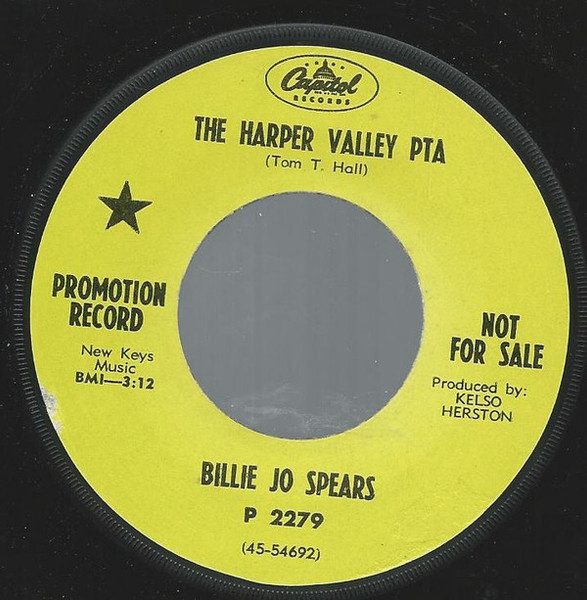 Capitol
RECORDS
THE HARPER VALLEY PTA
(Tom T. Hall)
PROMOTION
RECORD
New Keys
Music
BMI—3:12
NOT
FOR SALE
Produced by:
KELSO
HERSTON
BILLIE JO SPEARS
P 2279
(45-54692)